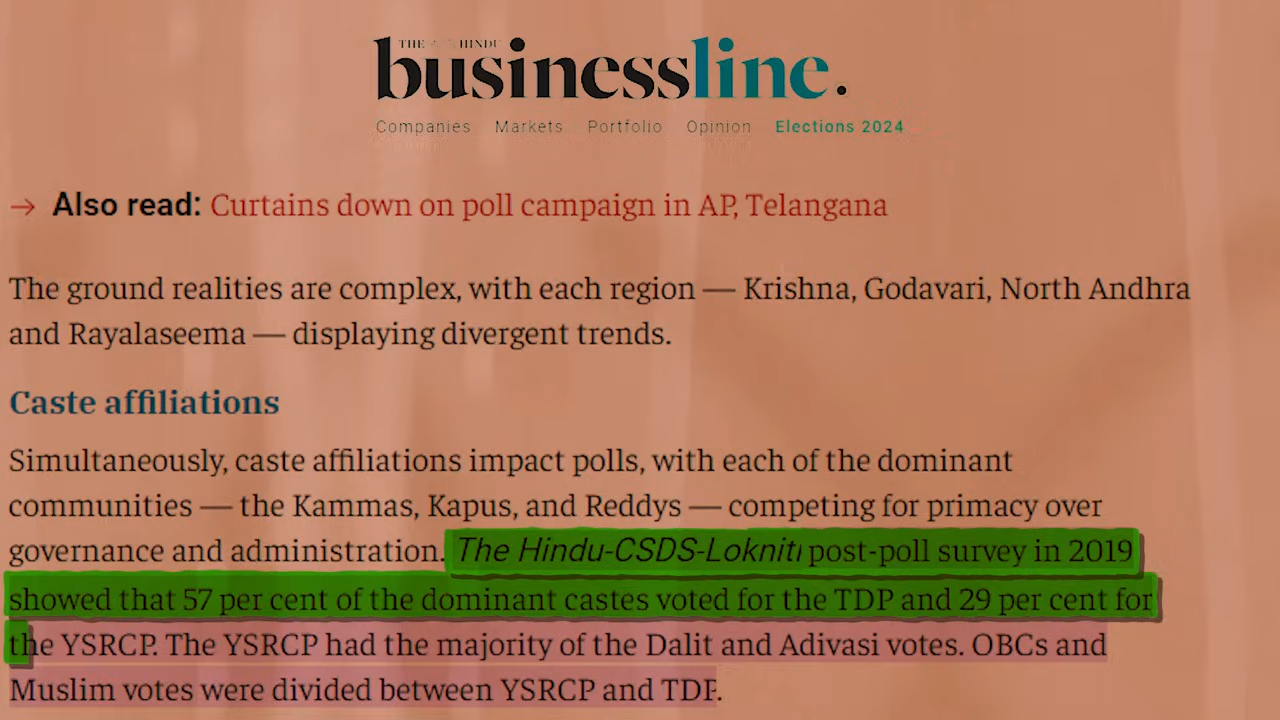 THE HINDU
businessline.
Companies Markets Portfolio Opinion Elections 2024
→ Also read: Curtains down on poll campaign in AP, Telangana
The ground realities are complex, with each region — Krishna, Godavari, North Andhra
and Rayalaseema — displaying divergent trends.
Caste affiliations
Simultaneously, caste affiliations impact polls, with each of the dominant
communities — the Kammas, Kapus, and Reddys — competing for primacy over
governance and administration. The Hindu-CSDS-Lokniti post-poll survey in 2019
showed that 57 per cent of the dominant castes voted for the TDP and 29 per cent for
the YSRCP. The YSRCP had the majority of the Dalit and Adivasi votes. OBCs and
Muslim votes were divided between YSRCP and TDP.